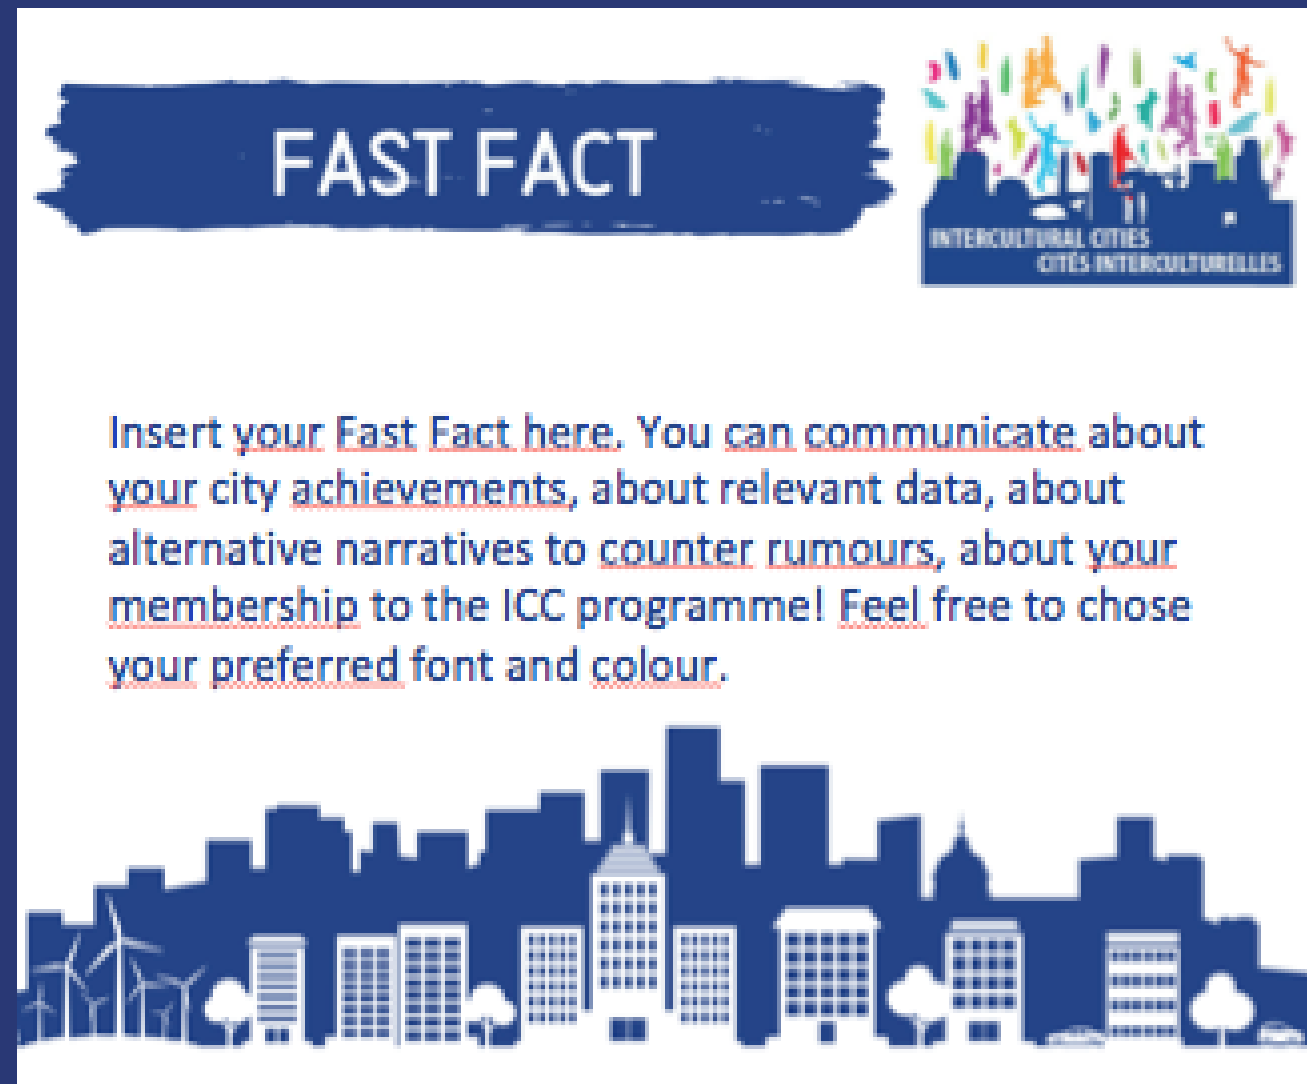 FAST FACT
INTERCULTURAL CITIES
CITÉS INTERCULTURELLES
Insert your Fast Fact here. You can communicate about
your city achievements, about relevant data, about
alternative narratives to counter rumours, about your
membership to the ICC programme! Feel free to chose
your preferred font and colour.